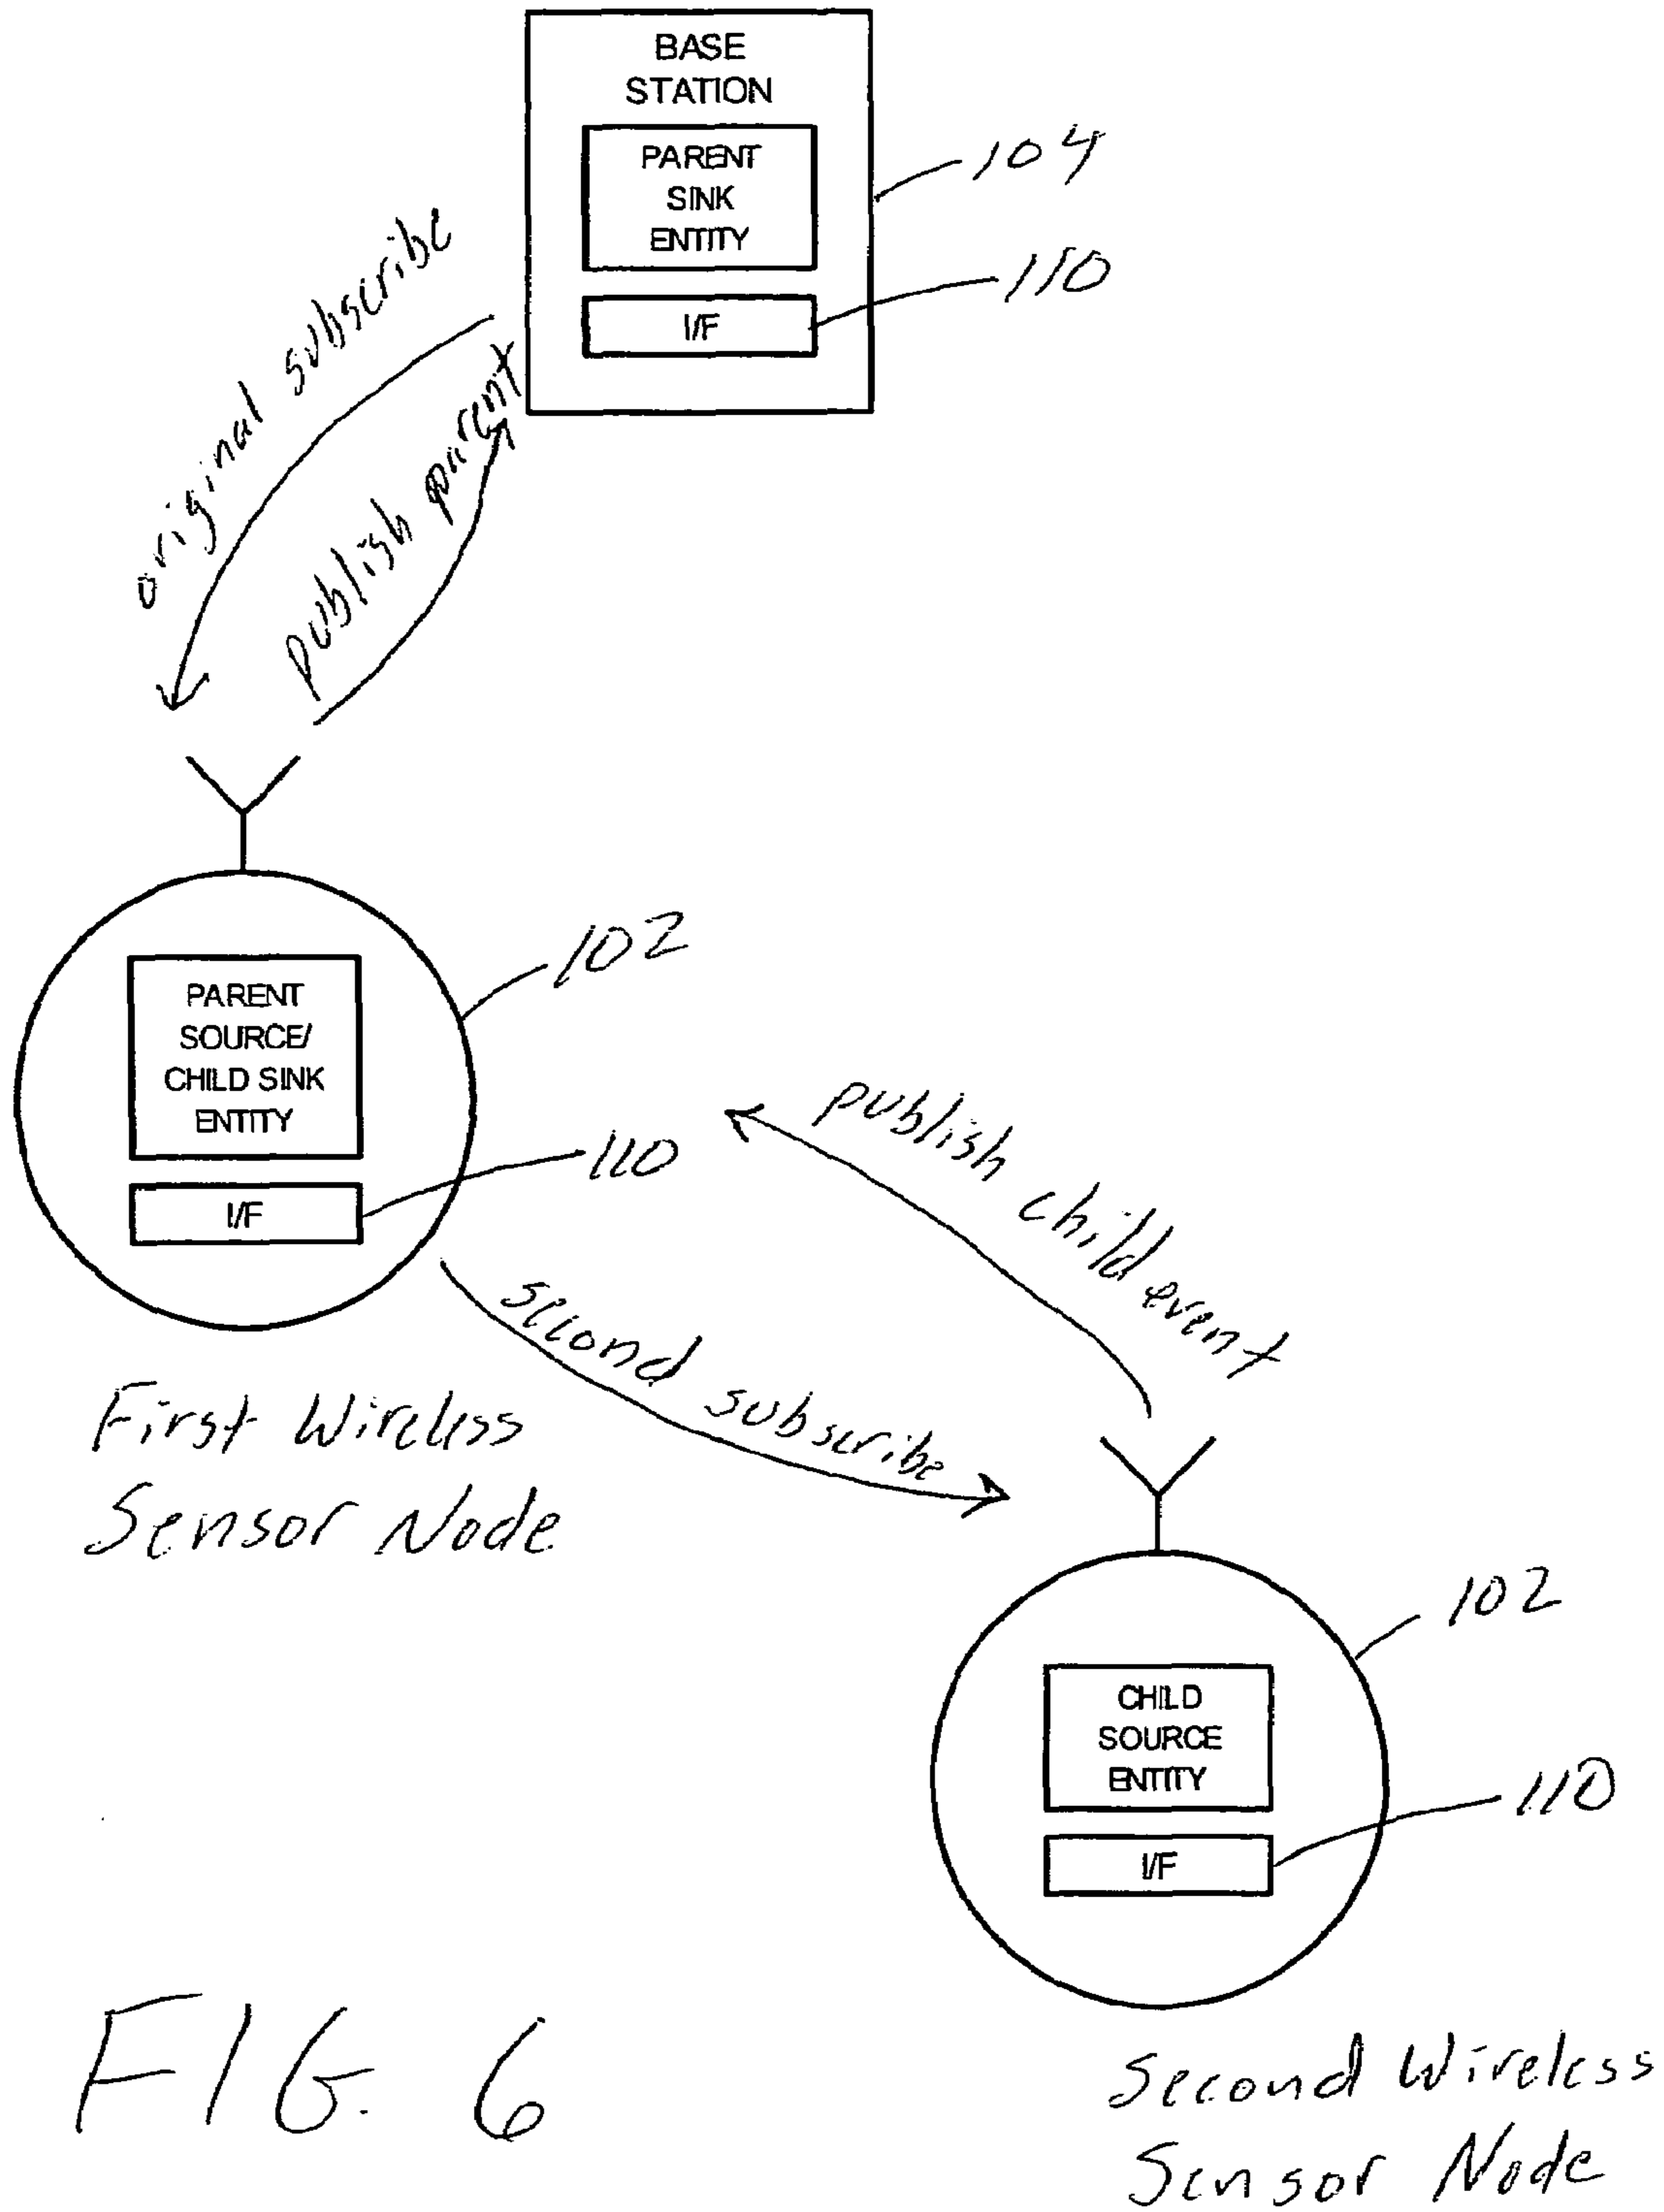 BASE
STATION
PARENT
SINK
ENTITY
I/F
104
110
original subscribe
publish parent
PARENT
SOURCE/
CHILD SINK
ENTITY
I/F
102
110
publish child event
second subscribe
First Wireless
Sensor Node
CHILD
SOURCE
ENTITY
I/F
102
110
Second Wireless
Sensor Node
FIG. 6